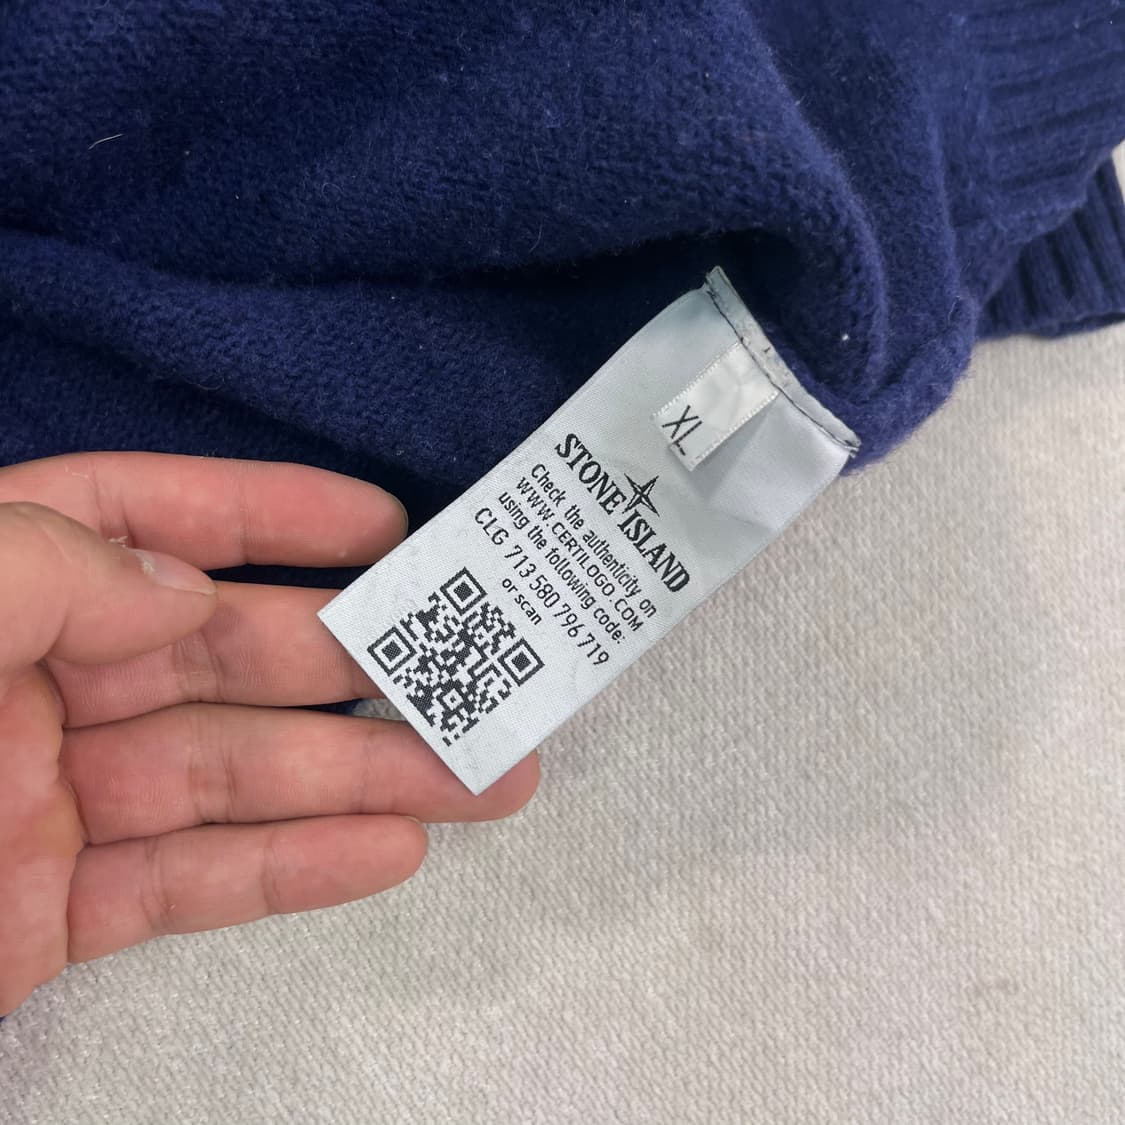 XL
STONE ISLAND
Check the authenticity on
WWW.CERTILOGO.COM
using the following code:
CLG 713 580 796 719
or scan